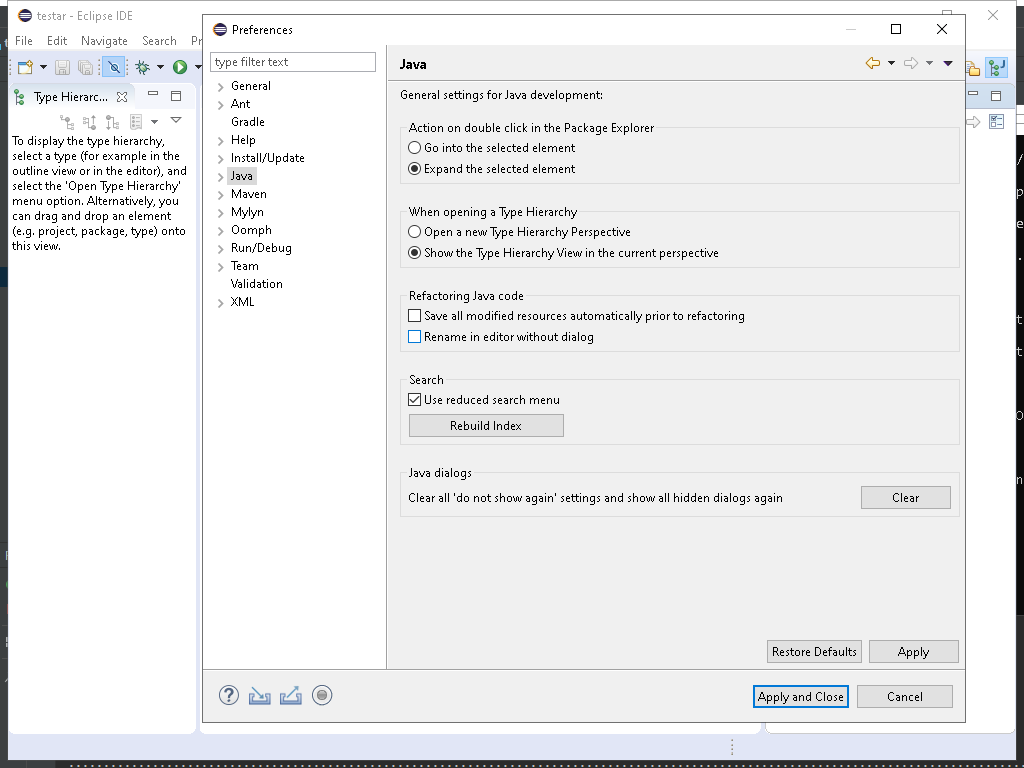 testar - Eclipse IDE
File Edit Navigate Search
Type Hierarc...
To display the type hierarchy,
select a type (for example in the
outline view or in the editor), and
select the 'Open Type Hierarchy'
menu option. Alternatively, you
can drag and drop an element
(e.g. project, package, type) onto
this view.
Preferences
type filter text
General
Ant
Gradle
Help
Install/Update
Java
Maven
Mylyn
Oomph
Run/Debug
Team
Validation
XML
Java
General settings for Java development:
Action on double click in the Package Explorer
Go into the selected element
Expand the selected element
When opening a Type Hierarchy
Open a new Type Hierarchy Perspective
Show the Type Hierarchy View in the current perspective
Refactoring Java code
Save all modified resources automatically prior to refactoring
Rename in editor without dialog
Search
Use reduced search menu
Rebuild Index
Java dialogs
Clear all 'do not show again' settings and show all hidden dialogs again
Clear
Restore Defaults
Apply
Apply and Close
Cancel